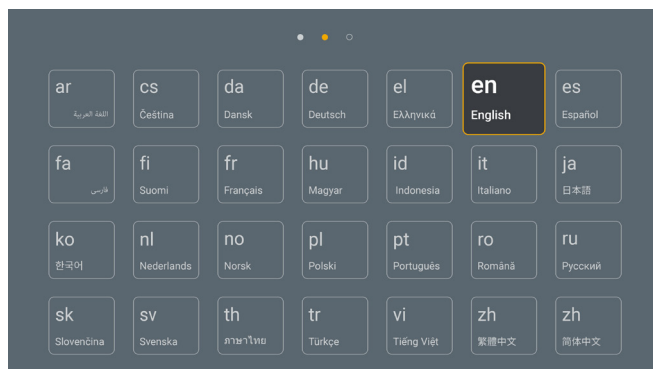 ar
اللغة العربية
cs
Čeština
da
Dansk
de
Deutsch
el
Ελληνικά
en
English
es
Español
fa
فارسی
fi
Suomi
fr
Français
hu
Magyar
id
Indonesia
it
Italiano
ja
日本語
ko
한국어
nl
Nederlands
no
Norsk
pl
Polski
pt
Português
ro
Română
ru
Русский
sk
Slovenčina
sv
Svenska
th
ภาษาไทย
tr
Türkçe
vi
Tiếng Việt
zh
繁體中文
zh
简体中文